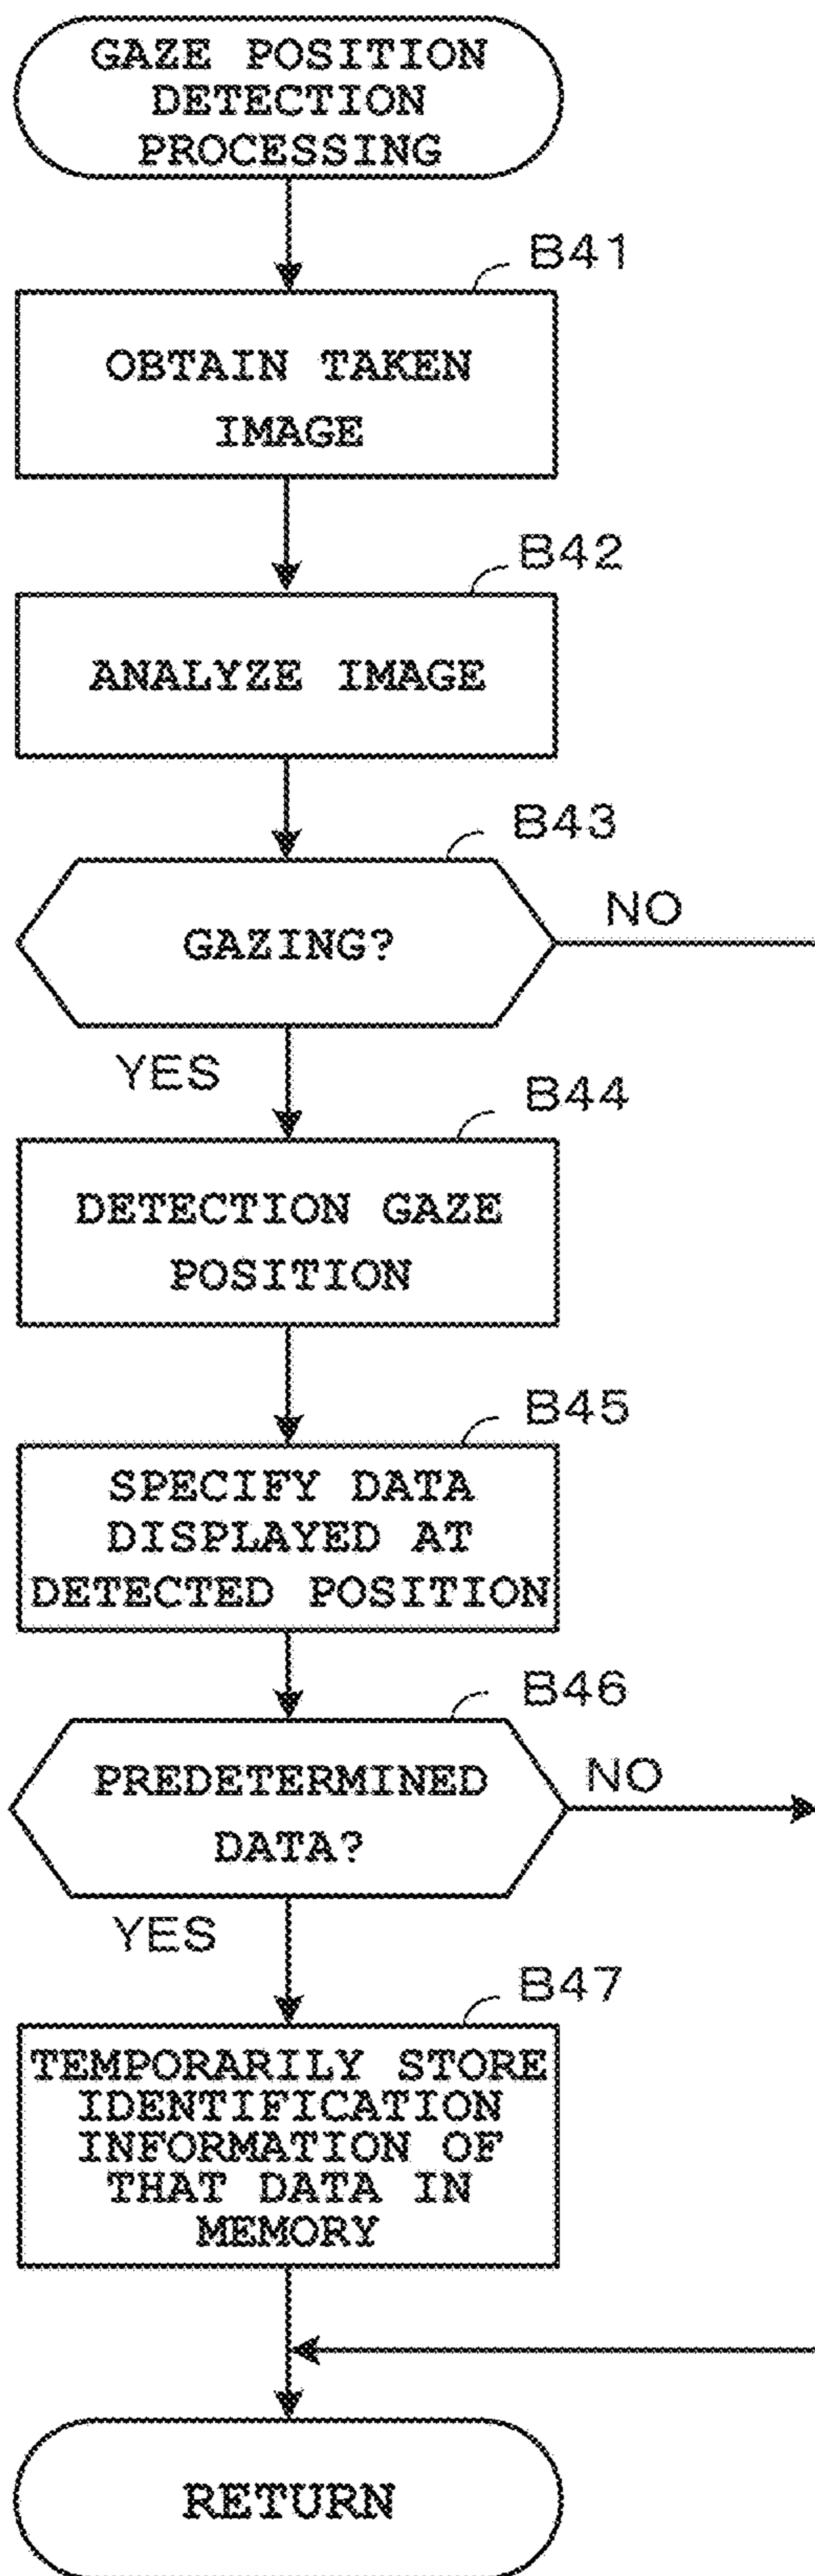 GAZE POSITION
DETECTION
PROCESSING
B41
OBTAIN TAKEN
IMAGE
B42
ANALYZE IMAGE
B43
GAZING?
NO
YES
B44
DETECTION GAZE
POSITION
B45
SPECIFY DATA
DISPLAYED AT
DETECTED POSITION
B46
PREDETERMINED
DATA?
NO
YES
B47
TEMPORARILY STORE
IDENTIFICATION
INFORMATION OF
THAT DATA IN
MEMORY
RETURN